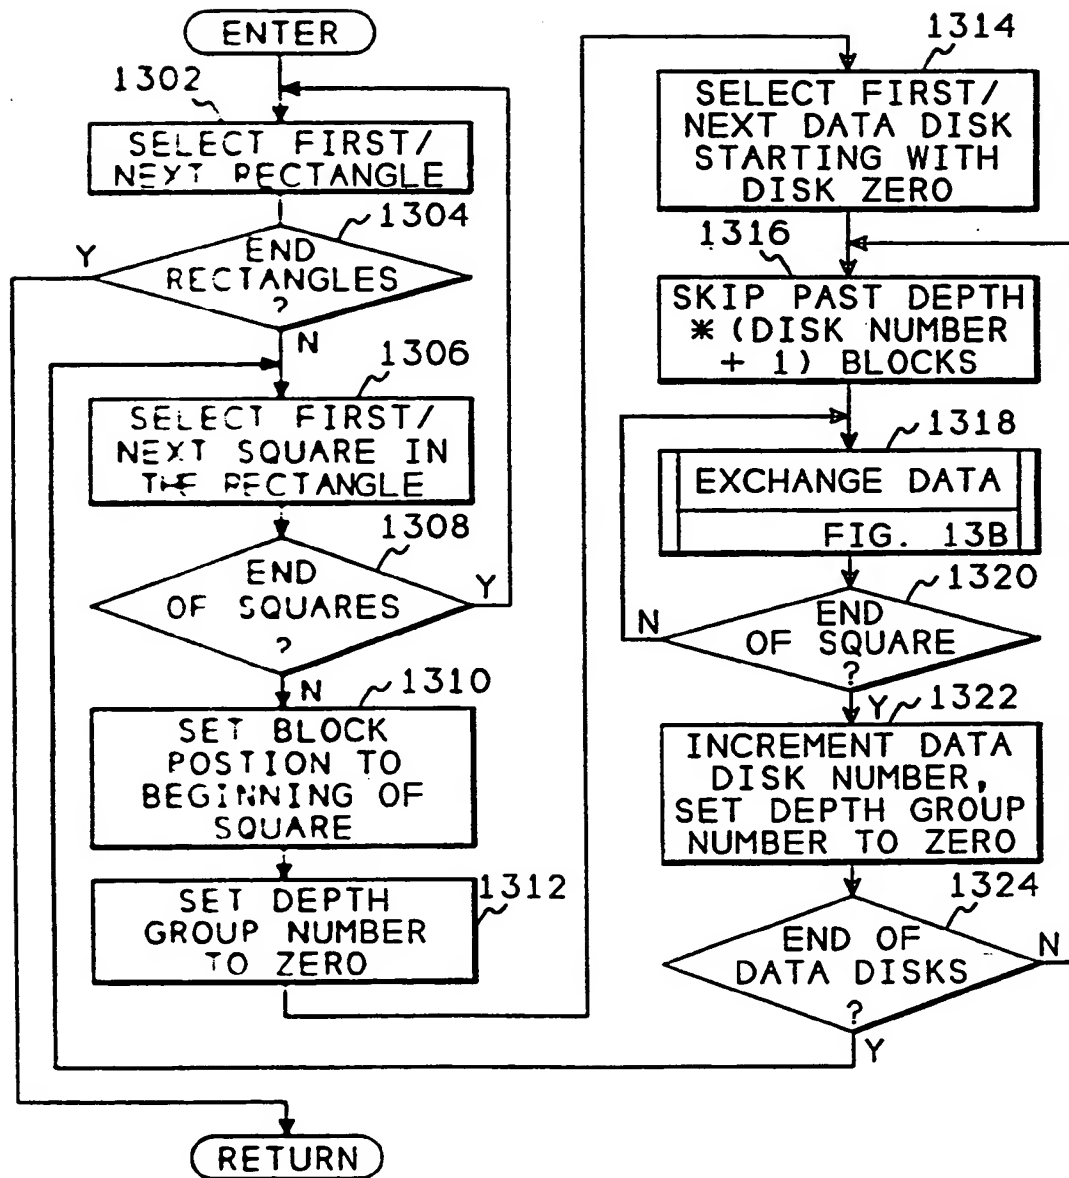 ENTER
1302
SELECT FIRST/
NEXT RECTANGLE
1304
END
RECTANGLES
?
Y
N
1306
SELECT FIRST/
NEXT SQUARE IN
THE RECTANGLE
1308
END
OF SQUARES
?
Y
N
1310
SET BLOCK
POSTION TO
BEGINNING OF
SQUARE
1312
SET DEPTH
GROUP NUMBER
TO ZERO
RETURN
1314
SELECT FIRST/
NEXT DATA DISK
STARTING WITH
DISK ZERO
1316
SKIP PAST DEPTH
* (DISK NUMBER
+ 1) BLOCKS
1318
EXCHANGE DATA
FIG. 13B
1320
END
OF SQUARE
?
N
Y
1322
INCREMENT DATA
DISK NUMBER,
SET DEPTH GROUP
NUMBER TO ZERO
1324
END OF
DATA DISKS
?
N
Y